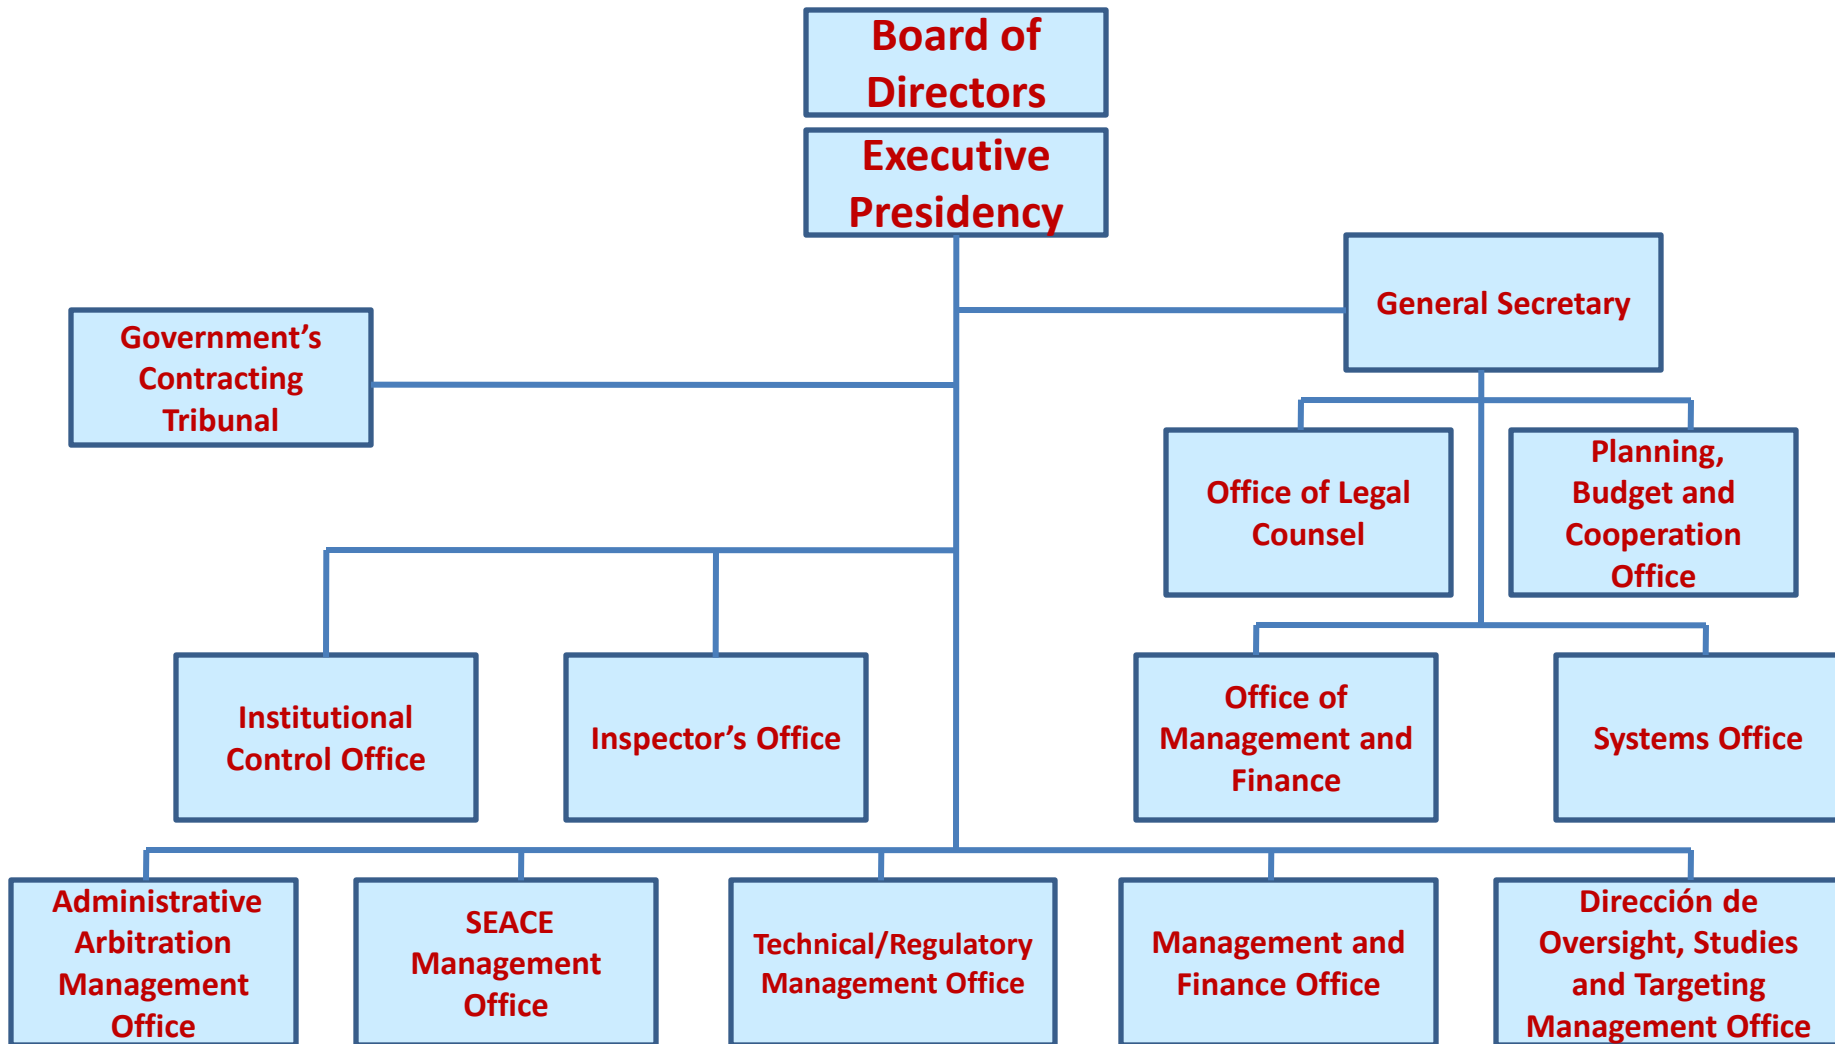 Board of
Directors
Executive
Presidency
General Secretary
Government’s
Contracting
Tribunal
Office of Legal
Counsel
Planning,
Budget and
Cooperation
Office
Institutional
Control Office
Inspector’s Office
Office of
Management and
Finance
Systems Office
Administrative
Arbitration
Management
Office
SEACE
Management
Office
Technical/Regulatory
Management Office
Management and
Finance Office
Dirección de
Oversight, Studies
and Targeting
Management Office